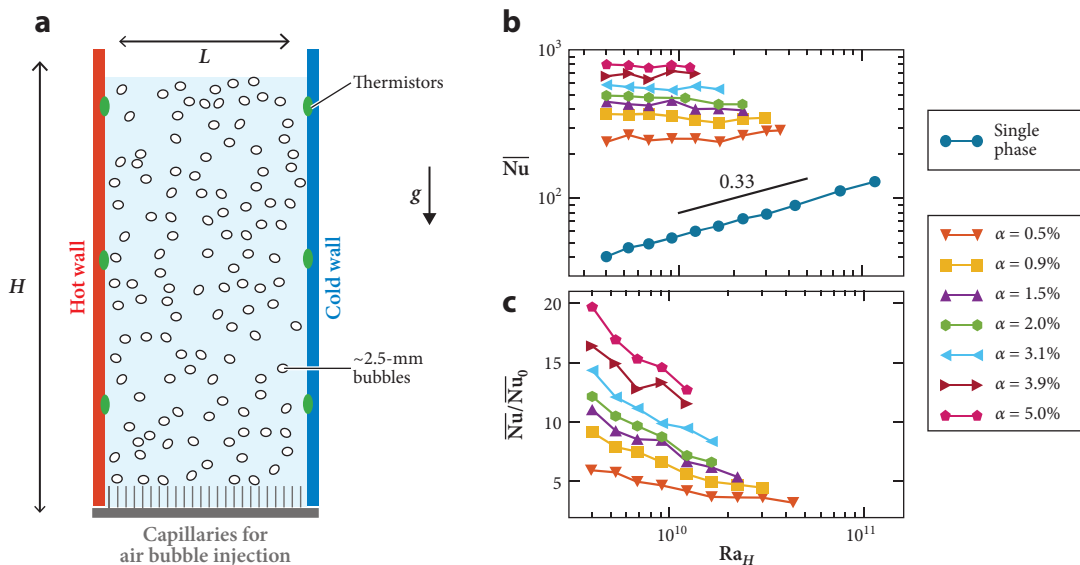 a
L
Thermistors
g
H
Hot wall
Cold wall
~2.5-mm
bubbles
Capillaries for
air bubble injection
b
10³
Nu
10²
0.33
c
20
15
10
5
Nu/Nu₀
10¹⁰
10¹¹
Ra_H
Single
phase
α = 0.5%
α = 0.9%
α = 1.5%
α = 2.0%
α = 3.1%
α = 3.9%
α = 5.0%